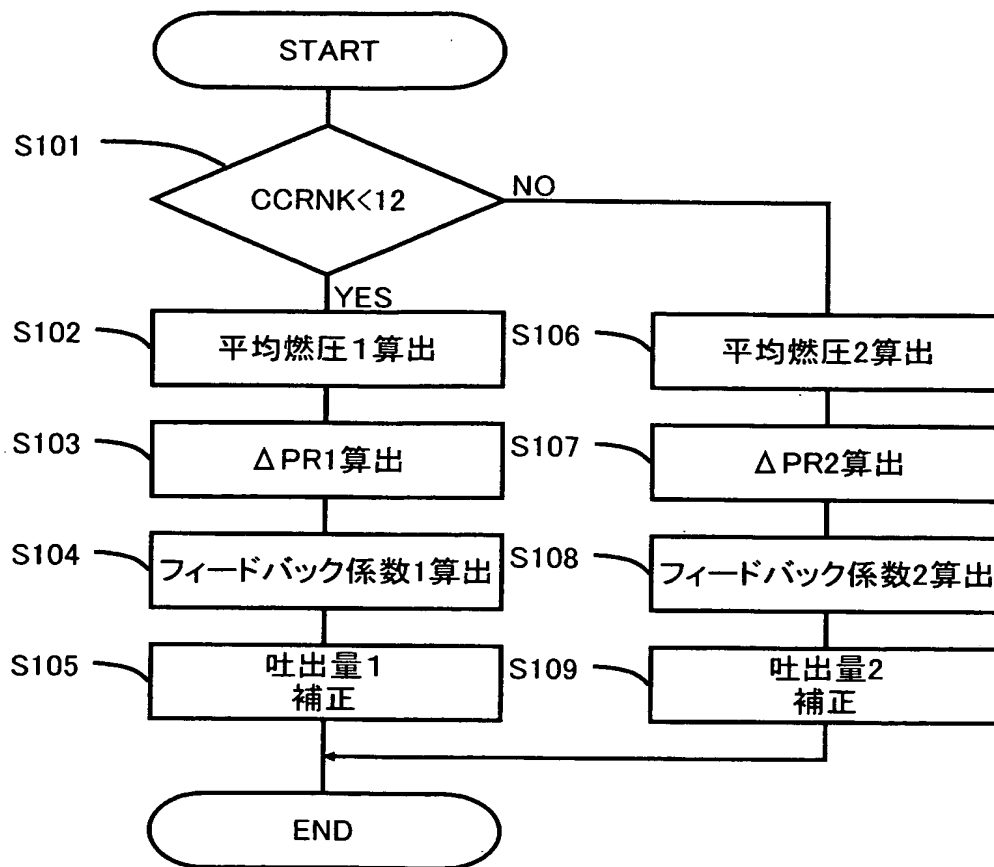 START
S101
CCRNK<12
NO
YES
S102
平均燃圧1算出
S106
平均燃圧2算出
S103
ΔPR1算出
S107
ΔPR2算出
S104
フィードバック係数1算出
S108
フィードバック係数2算出
S105
吐出量1
補正
S109
吐出量2
補正
END